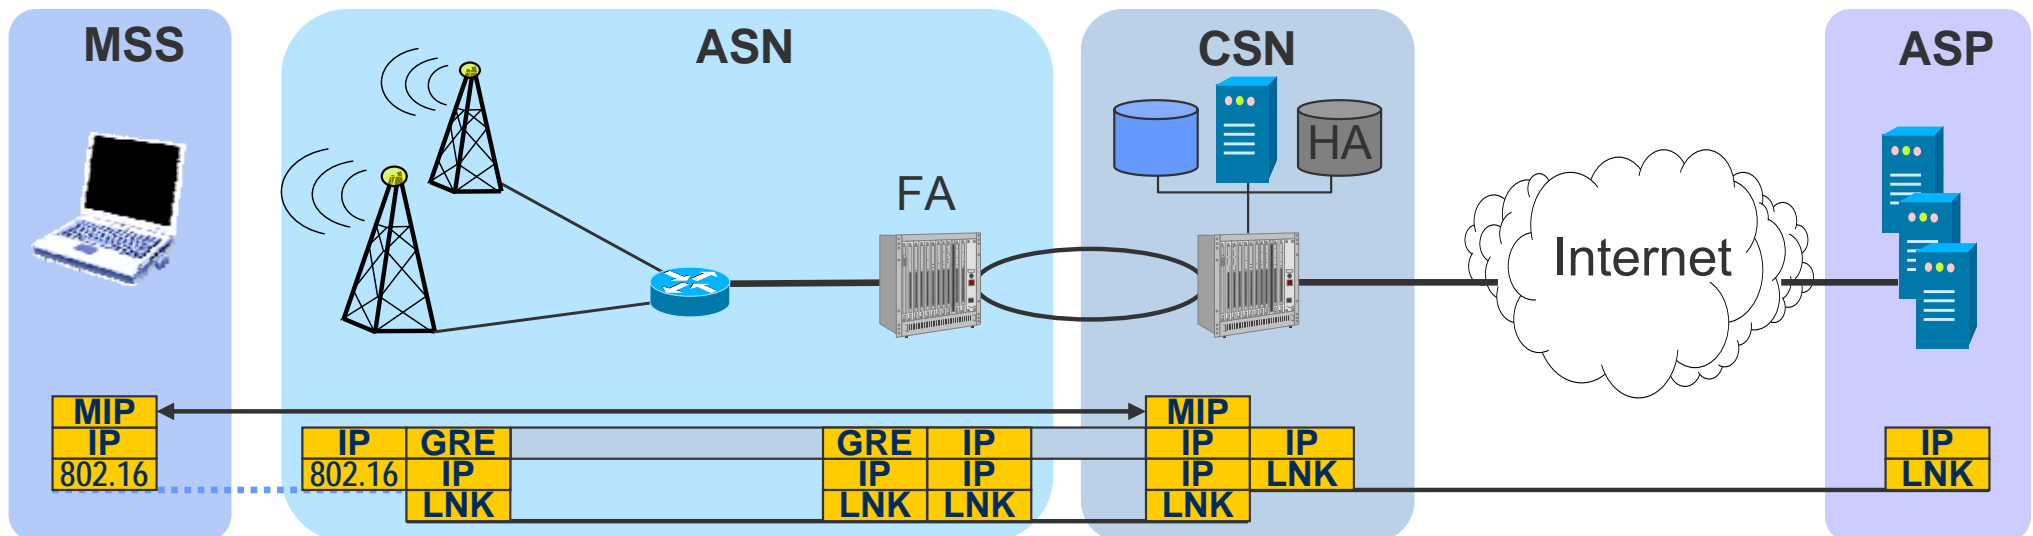 MSS
ASN
CSN
ASP
HA
FA
Internet
MIP
MIP
IP
IP
GRE
GRE
IP
IP
IP
IP
802.16
802.16
IP
IP
IP
IP
LNK
LNK
LNK
LNK
LNK
LNK